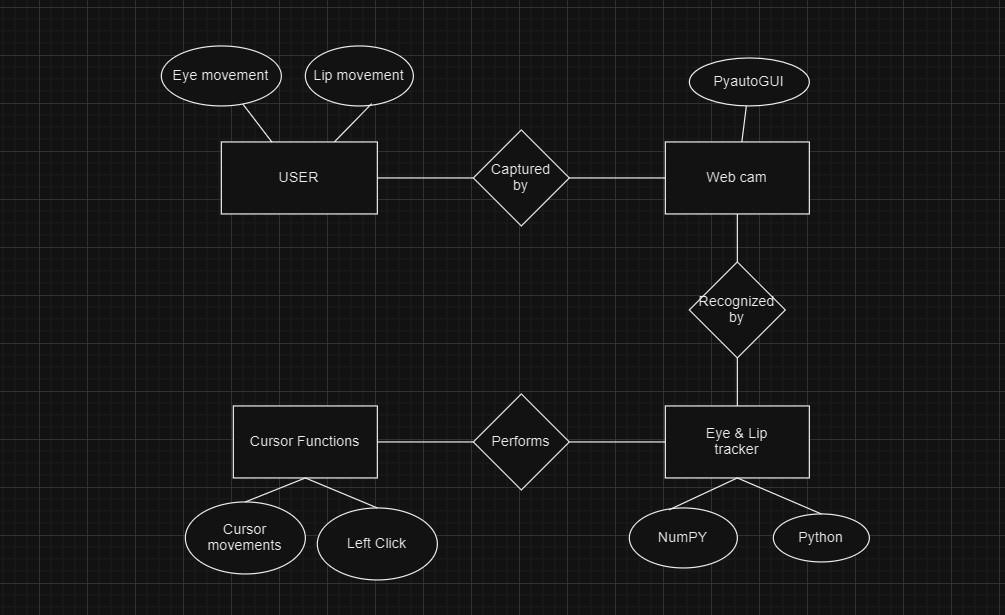 Eye movement
Lip movement
PyautoGUI
USER
Captured
by
Web cam
Recognized
by
Cursor Functions
Performs
Eye & Lip
tracker
Cursor
movements
Left Click
NumPY
Python